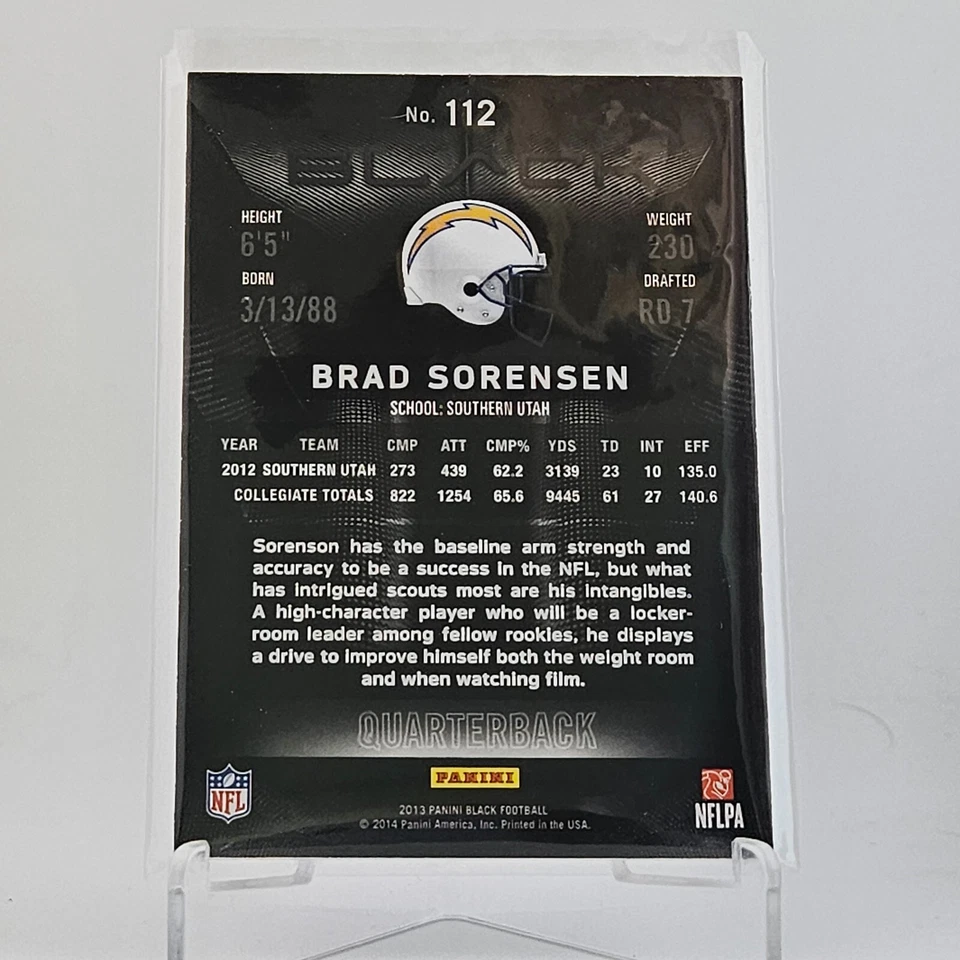 No. 112
BLACK
HEIGHT WEIGHT
6'5" 230
BORN DRAFTED
3/13/88 RD 7
BRAD SORENSEN
SCHOOL: SOUTHERN UTAH
YEAR TEAM CMP ATT CMP% YDS TD INT EFF
2012 SOUTHERN UTAH 273 439 62.2 3139 23 10 135.0
COLLEGIATE TOTALS 822 1254 65.6 9445 61 27 140.6
Sorenson has the baseline arm strength and
accuracy to be a success in the NFL, but what
has intrigued scouts most are his intangibles.
A high-character player who will be a locker-
room leader among fellow rookies, he displays
a drive to improve himself both the weight room
and when watching film.
QUARTERBACK
PANINI
NFL
NFLPA
2013 PANINI BLACK FOOTBALL
© 2014 Panini America, Inc. Printed in the USA.